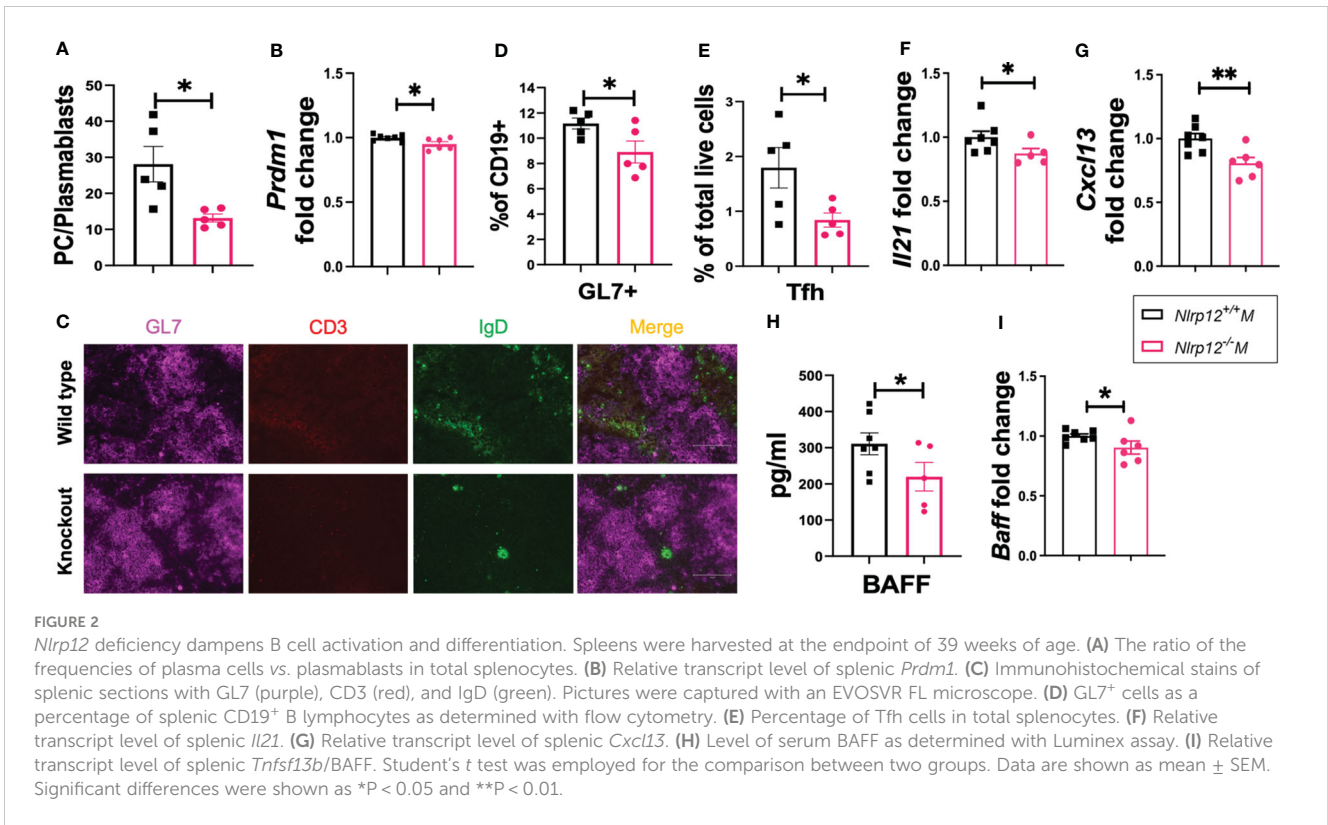 A
PC/Plasmablasts
50
40
30
20
10
0
*
B
Prdm1
fold change
1.5
1.0
0.5
0.0
*
D
%of CD19+
14
12
10
8
6
4
2
0
*
GL7+
E
% of total live cells
3
2
1
0
*
Tfh
F
Il21 fold change
1.5
1.0
0.5
0.0
*
G
Cxcl13
fold change
1.5
1.0
0.5
0.0
**
Nlrp12+/+M
Nlrp12-/-M
C
GL7
CD3
IgD
Merge
Wild type
Knockout
H
pg/ml
500
400
300
200
100
0
*
BAFF
I
Baff fold change
1.5
1.0
0.5
0.0
*
FIGURE 2
Nlrp12 deficiency dampens B cell activation and differentiation. Spleens were harvested at the endpoint of 39 weeks of age. (A) The ratio of the
frequencies of plasma cells vs. plasmablasts in total splenocytes. (B) Relative transcript level of splenic Prdm1. (C) Immunohistochemical stains of
splenic sections with GL7 (purple), CD3 (red), and IgD (green). Pictures were captured with an EVOSVR FL microscope. (D) GL7+ cells as a
percentage of splenic CD19+ B lymphocytes as determined with flow cytometry. (E) Percentage of Tfh cells in total splenocytes. (F) Relative
transcript level of splenic Il21. (G) Relative transcript level of splenic Cxcl13. (H) Level of serum BAFF as determined with Luminex assay. (I) Relative
transcript level of splenic Tnfsf13b/BAFF. Student's t test was employed for the comparison between two groups. Data are shown as mean ± SEM.
Significant differences were shown as *P < 0.05 and **P < 0.01.